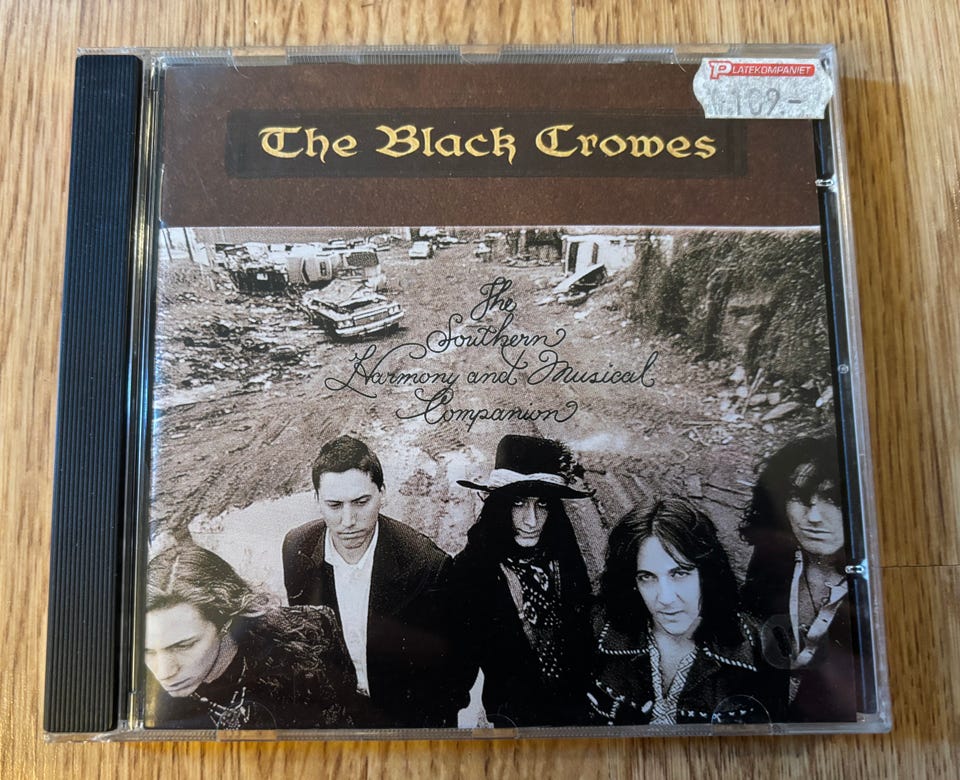 PLATEKOMPANIET
109.-
The Black Crowes
The
Southern
Harmony and Musical
Companion